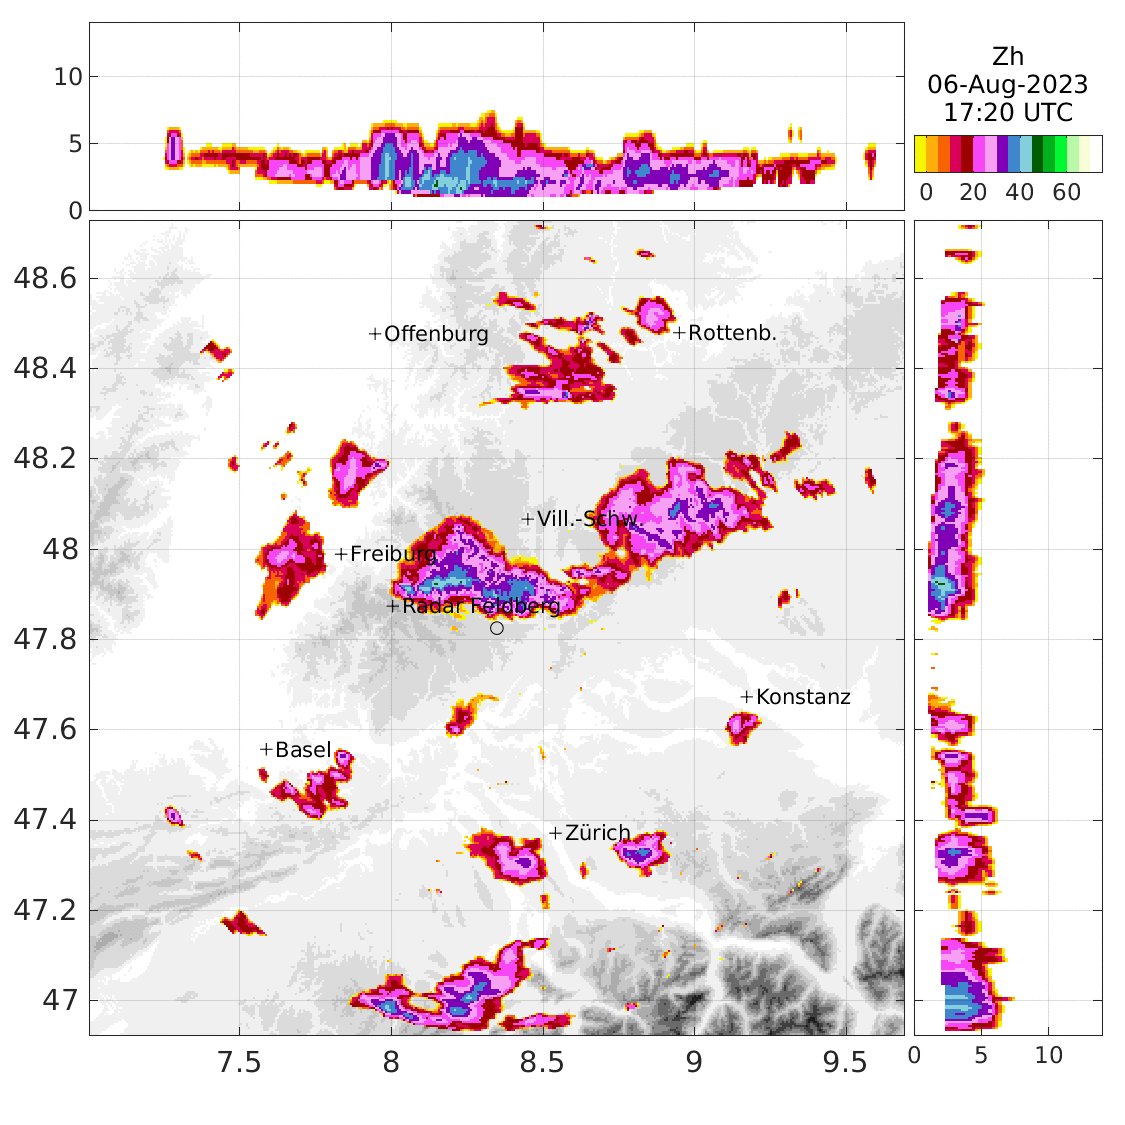 10
5
0
Zh
06-Aug-2023
17:20 UTC
0 20 40 60
48.6
48.4
48.2
48
47.8
47.6
47.4
47.2
47
+Offenburg
+Rottenb.
+Vill.-Schw.
+Freiburg
+Radar Feldberg
+Konstanz
+Basel
+Zürich
7.5 8 8.5 9 9.5
0 5 10